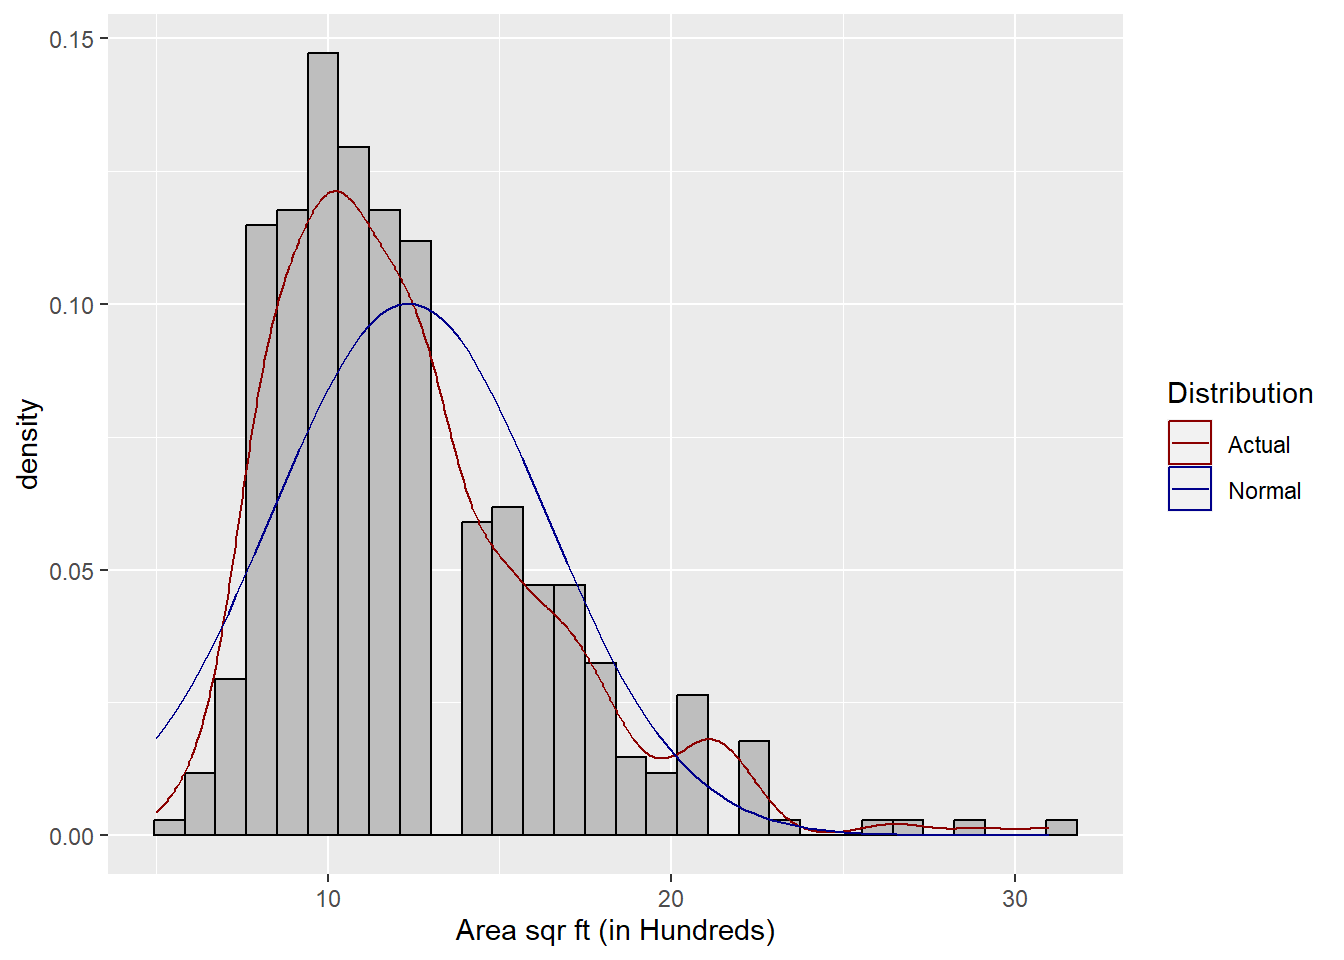 0.15
0.10
0.05
0.00
density
10
20
30
Area sqr ft (in Hundreds)
Distribution
Actual
Normal